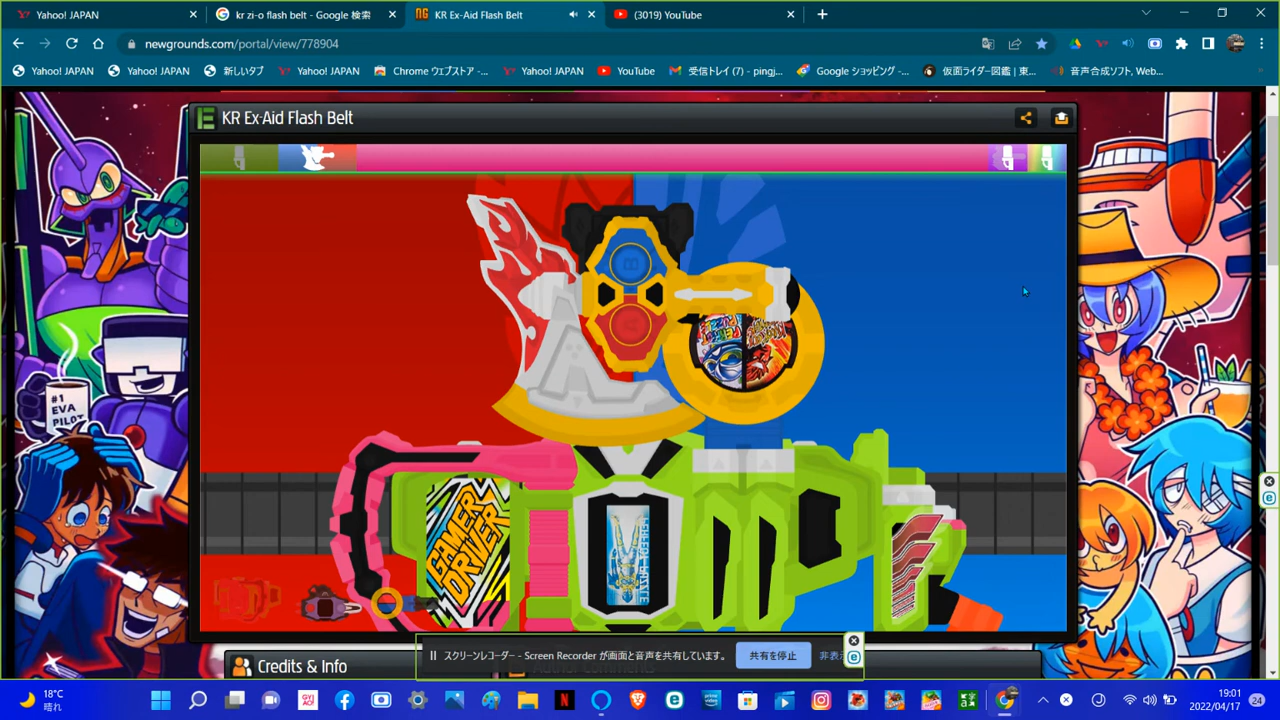 Yahoo! JAPAN
kr zi-o flash belt - Google 検索
KR Ex-Aid Flash Belt
(3019) YouTube
newgrounds.com/portal/view/778904
Yahoo! JAPAN
Yahoo! JAPAN
新しいタブ
Yahoo! JAPAN
Chrome ウェブストア - ...
Yahoo! JAPAN
YouTube
受信トレイ (7) - pingj...
Google ショッピング -...
仮面ライダー図鑑 | 東...
音声合成ソフト, Web...
KR Ex-Aid Flash Belt
#1
EVA
PILOT
GAMER
DRIVER
スクリーンレコーダー - Screen Recorder が画面と音声を共有しています。
共有を停止
Credits & Info
18°C
晴れ
GYAO!
19:01
2022/04/17
24